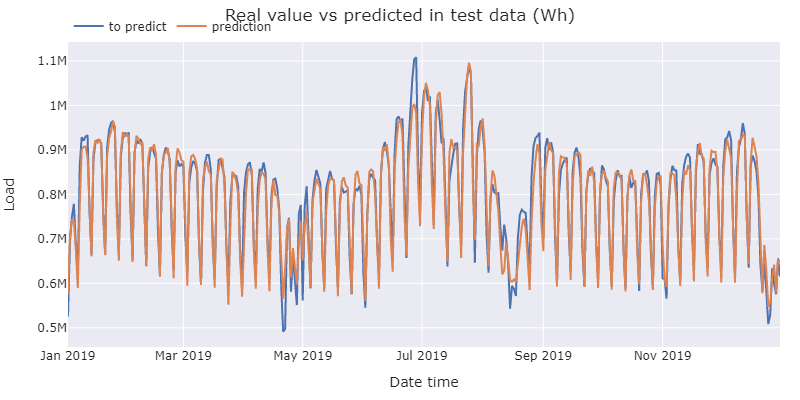 Real value vs predicted in test data (Wh)
to predict prediction
1.1M
1M
0.9M
0.8M
0.7M
0.6M
0.5M
Load
Jan 2019 Mar 2019 May 2019 Jul 2019 Sep 2019 Nov 2019
Date time